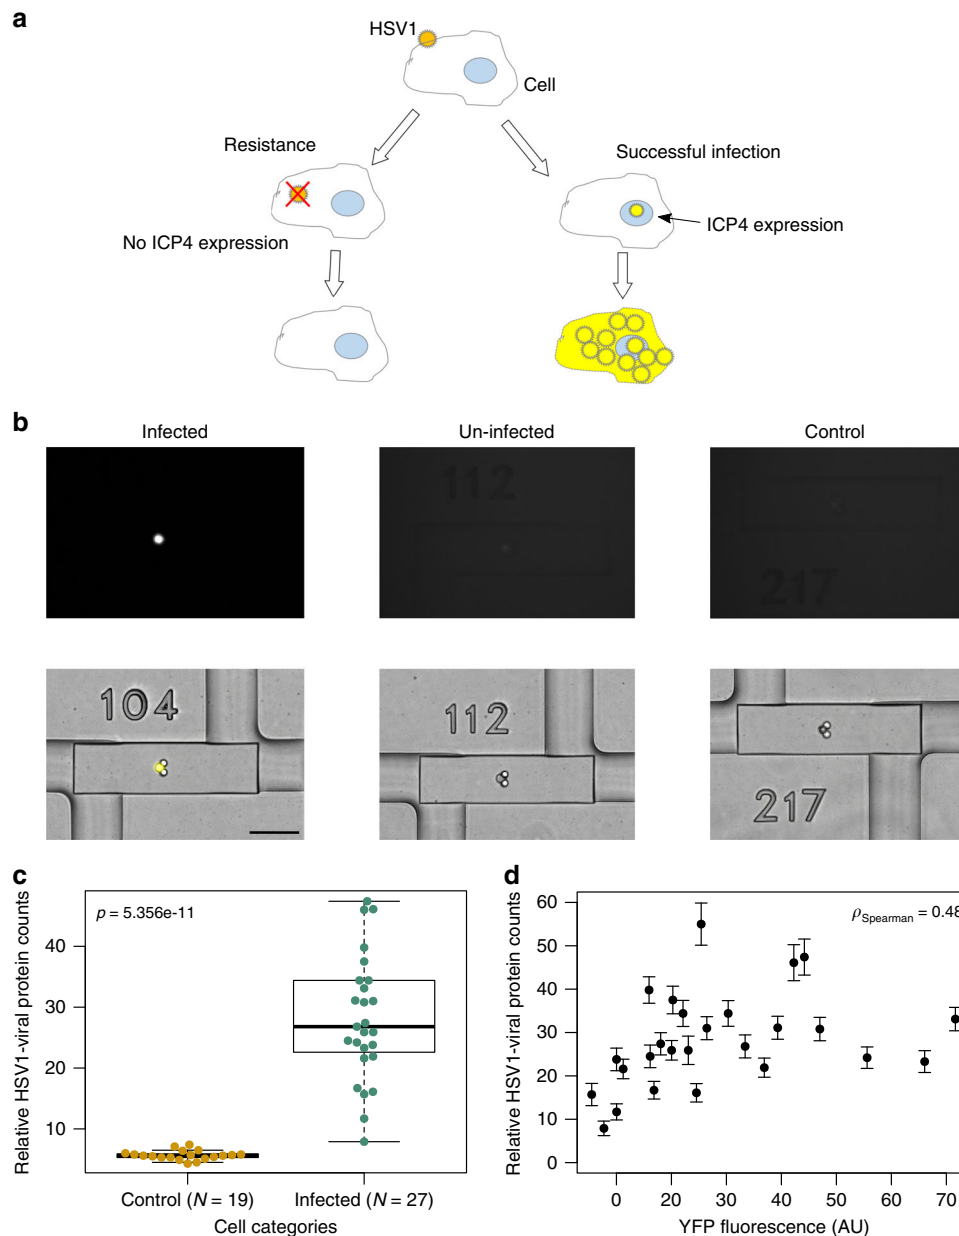 a
HSV1
Cell
Resistance
Successful infection
ICP4 expression
No ICP4 expression
b
Infected
Un-infected
Control
112
217
104
112
217
c
Relative HSV1-viral protein counts
p = 5.356e-11
40
30
20
10
Control (N = 19)
Infected (N = 27)
Cell categories
d
Relative HSV1-viral protein counts
ρSpearman = 0.48
60
50
40
30
20
10
0
0
20
30
40
50
60
70
YFP fluorescence (AU)